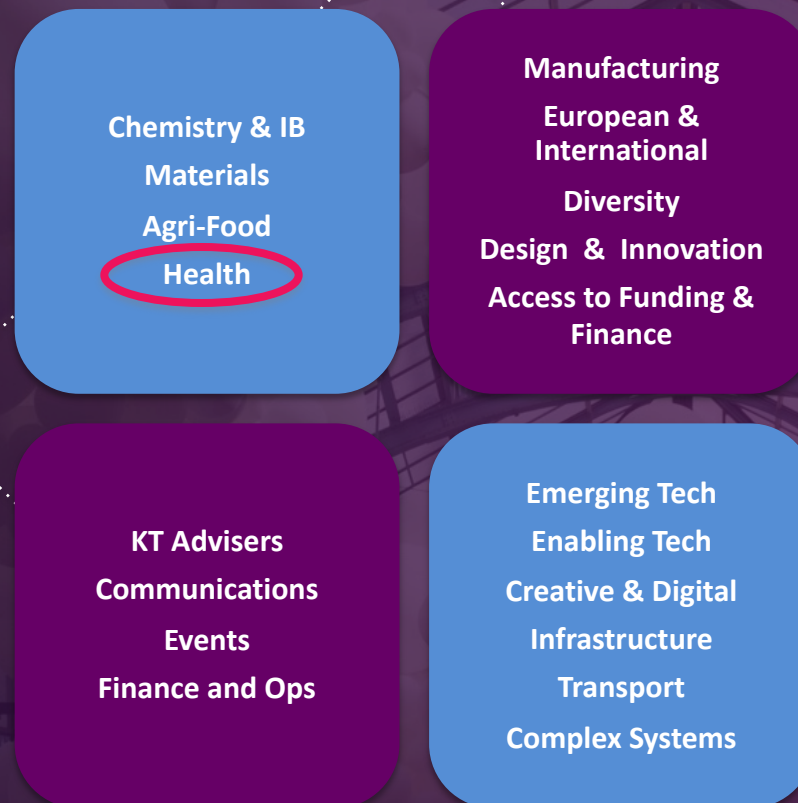 Chemistry & IB
Materials
Agri-Food
Health
Manufacturing
European &
International
Diversity
Design & Innovation
Access to Funding &
Finance
KT Advisers
Communications
Events
Finance and Ops
Emerging Tech
Enabling Tech
Creative & Digital
Infrastructure
Transport
Complex Systems